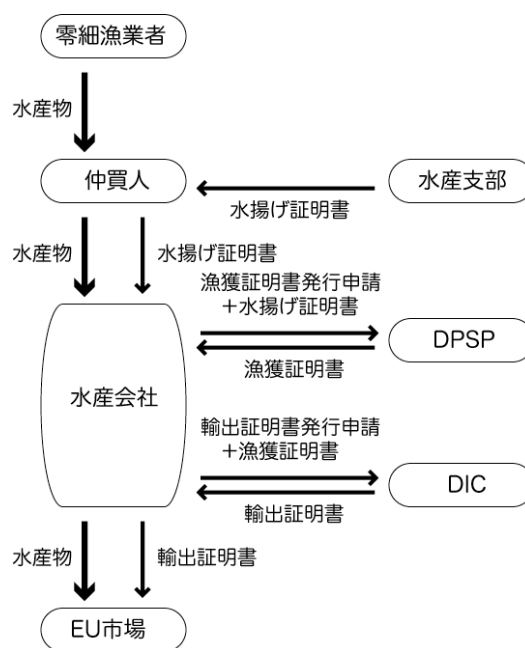 零細漁業者
水産物
仲買人
水産支部
水揚げ証明書
水産物
水揚げ証明書
漁獲証明書発行申請
+水揚げ証明書
DPSP
漁獲証明書
水産会社
輸出証明書発行申請
+漁獲証明書
DIC
輸出証明書
水産物
輸出証明書
EU市場